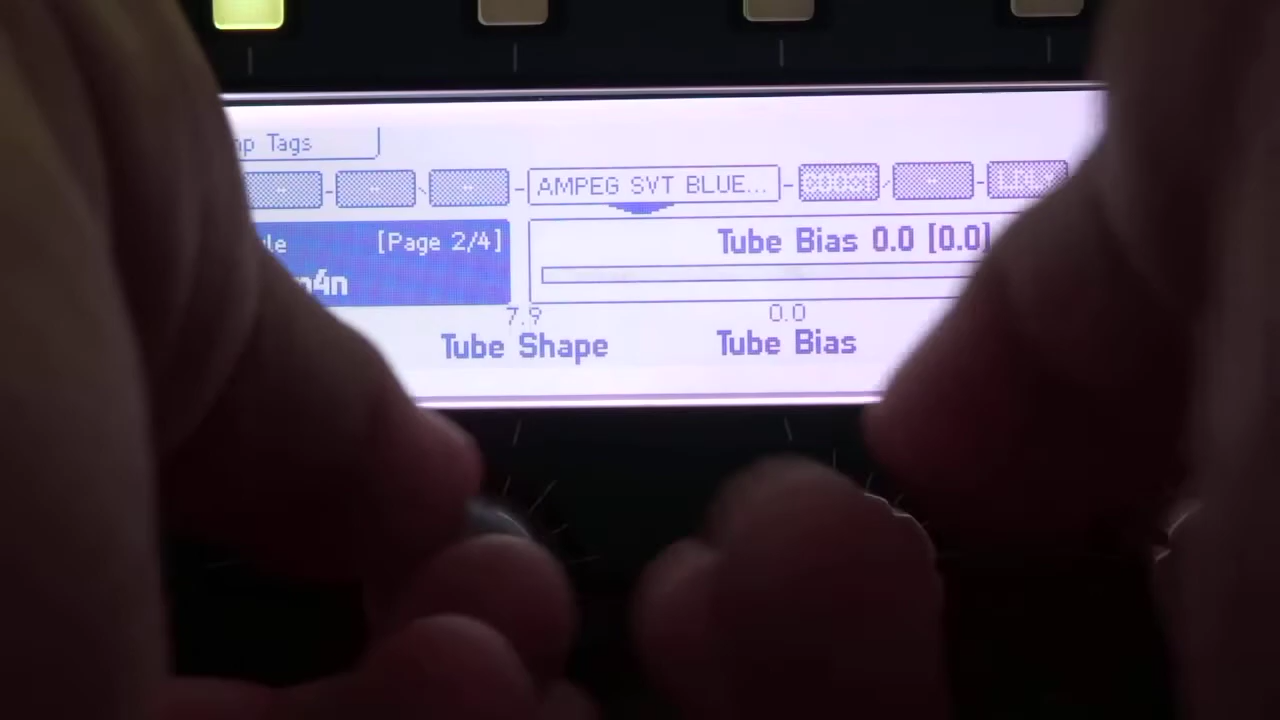 Tags
AMPEG SVT BLUE...
BOOST
[Page 2/4]
Tube Bias 0.0 [0.0]
7.9
0.0
Tube Shape
Tube Bias